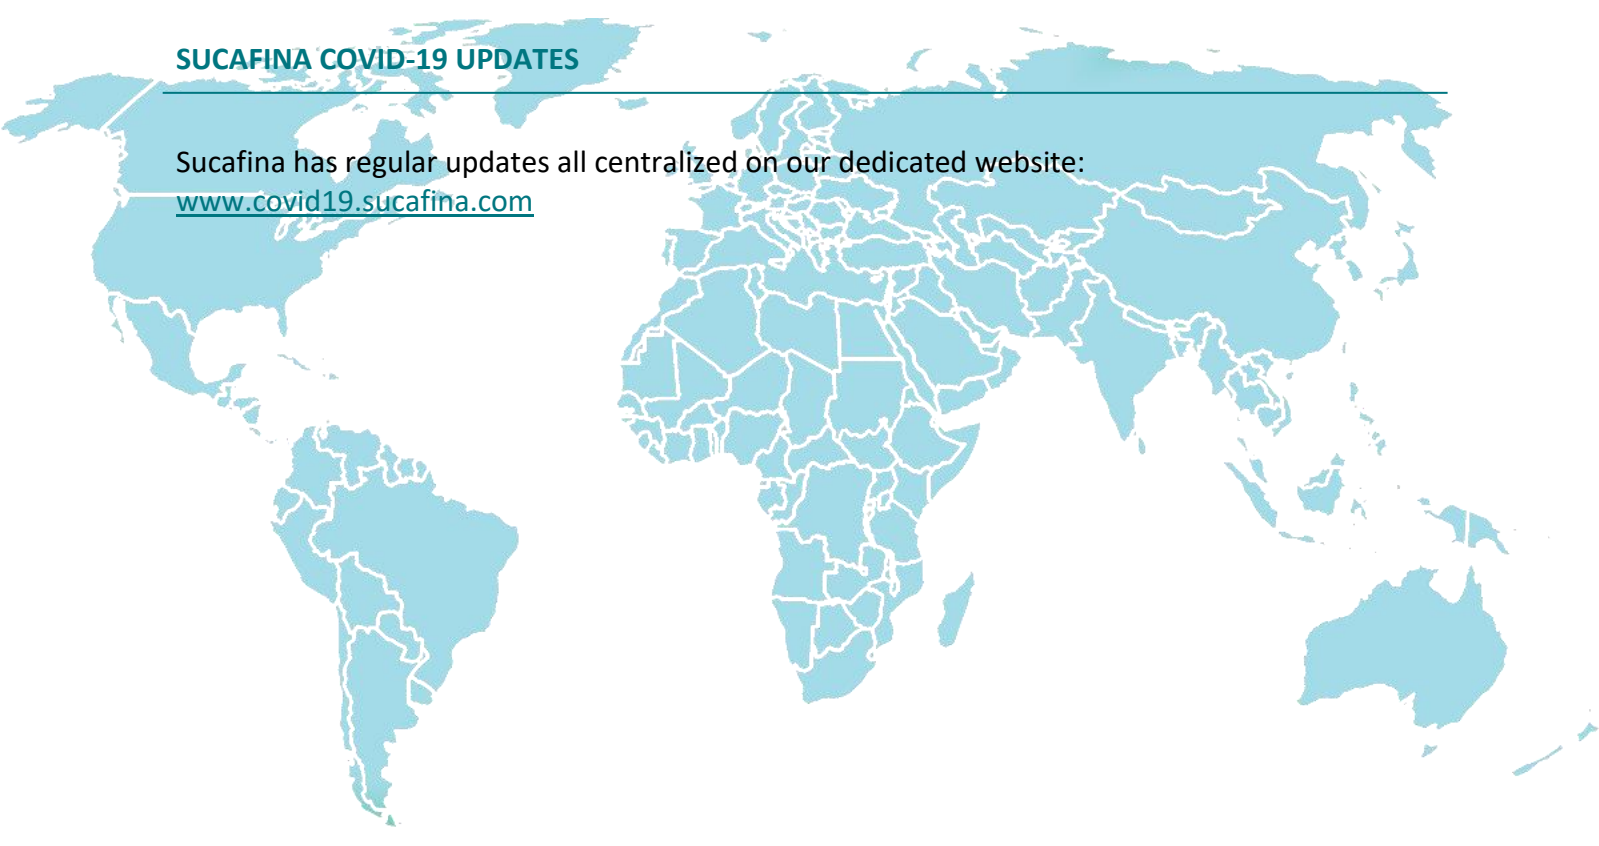 SUCAFINA COVID-19 UPDATES
Sucafina has regular updates all centralized on our dedicated website:
www.covid19.sucafina.com